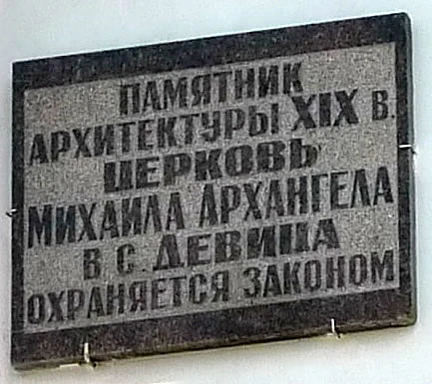 ПАМЯТНИК
АРХИТЕКТУРЫ XIX В.
ЦЕРКОВЬ
МИХАИЛА АРХАНГЕЛА
В С. ДЕВИЦА
ОХРАНЯЕТСЯ ЗАКОНОМ